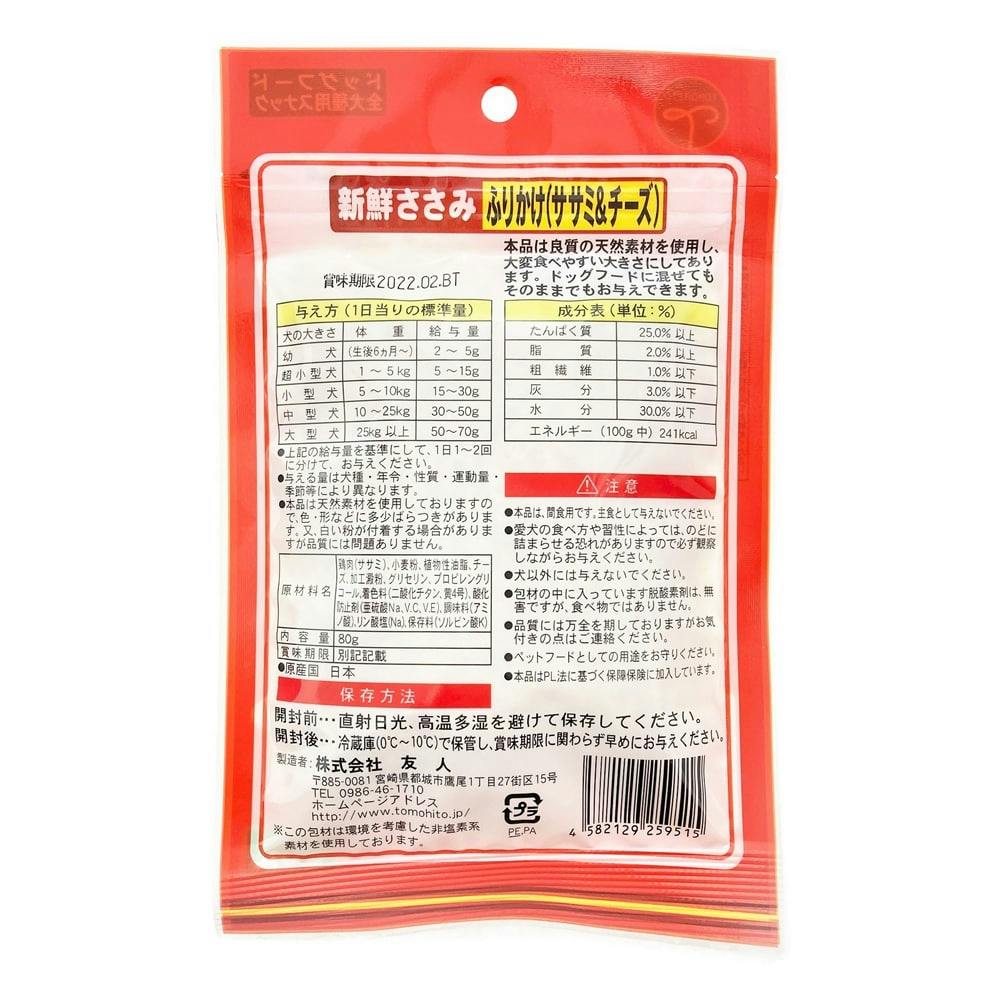 ドッグフード
全犬種用スナック
新鮮ささみ ふりかけ(ササミ&チーズ)
本品は良質の天然素材を使用し、
大変食べやすい大きさにしてあり
ます。ドッグフードに混ぜても
そのままでもお与えできます。
賞味期限2022.02.BT
与え方(1日当りの標準量)
犬の大きさ 体重 給与量
幼犬 (生後6ヵ月〜) 2〜5g
超小型犬 1〜5kg 5〜15g
小型犬 5〜10kg 15〜30g
中型犬 10〜25kg 30〜50g
大型犬 25kg以上 50〜70g
●上記の給与量を基準にして、1日1〜2回
に分けて、お与えください。
●与える量は犬種・年令・性質・運動量・
季節等により異なります。
●本品は天然素材を使用しておりますの
で、色・形などに多少ばらつきがありま
す。又、白い粉が付着する場合がありま
すが品質には問題ありません。
成分表(単位:%)
たんぱく質 25.0%以上
脂質 2.0%以上
粗繊維 1.0%以下
灰分 3.0%以下
水分 30.0%以下
エネルギー(100g中)241kcal
注意
●本品は、間食用です。主食として与えないでください。
●愛犬の食べ方や習性によっては、のどに
詰まらせる恐れがありますので必ず観察
しながらお与えください。
●犬以外には与えないでください。
●包材の中に入っています脱酸素剤は、無
害ですが、食べ物ではありません。
●品質には万全を期しておりますがお気
付きの点はご連絡ください。
●ペットフードとしての用途をお守りください。
●本品はPL法に基づく保障保険に加入しています。
原材料名 鶏肉(ササミ)、小麦粉、植物性油脂、チー
ズ、加工澱粉、グリセリン、プロピレングリ
コール、着色料(二酸化チタン、黄4号)、酸化
防止剤(亜硫酸Na、V.C、V.E)、調味料(アミ
ノ酸)、リン酸塩(Na)、保存料(ソルビン酸K)
内容量 80g
賞味期限 別記記載
●原産国 日本
保存方法
開封前…直射日光、高温多湿を避けて保存してください。
開封後…冷蔵庫(0℃〜10℃)で保管し、賞味期限に関わらず早めにお与えください。
製造者:株式会社 友人
〒885-0081 宮崎県都城市鷹尾1丁目27街区15号
TEL 0986-46-1710
ホームページアドレス
http://www.tomohito.jp/
※この包材は環境を考慮した非塩素系
素材を使用しております。
プラ
PE,PA
4 582129 259515